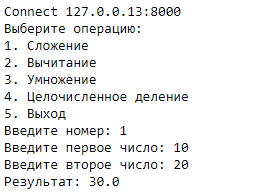 Connect 127.0.0.13:8000
Выберите операцию:
1. Сложение
2. Вычитание
3. Умножение
4. Целочисленное деление
5. Выход
Введите номер: 1
Введите первое число: 10
Введите второе число: 20
Результат: 30.0